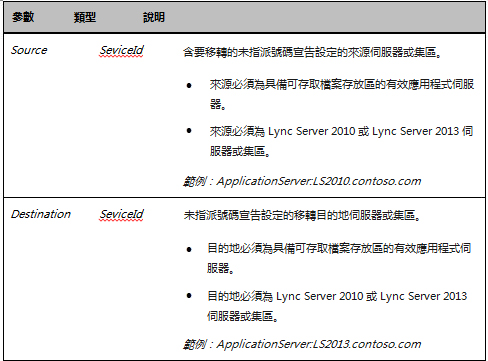 參數 類型 說明
Source SeviceId 含要移轉的未指派號碼宣告設定的來源伺服器或集區。
• 來源必須為具備可存取檔案存放區的有效應用程式伺服
器。
• 來源必須為 Lync Server 2010 或 Lync Server 2013 伺
服器或集區。
範例：ApplicationServer:LS2010.contoso.com
Destination SeviceId 未指派號碼宣告設定的移轉目的地伺服器或集區。
• 目的地必須為具備可存取檔案存放區的有效應用程式伺
服器。
• 目的地必須為 Lync Server 2010 或 Lync Server 2013
伺服器或集區。
範例：ApplicationServer:LS2013.contoso.com